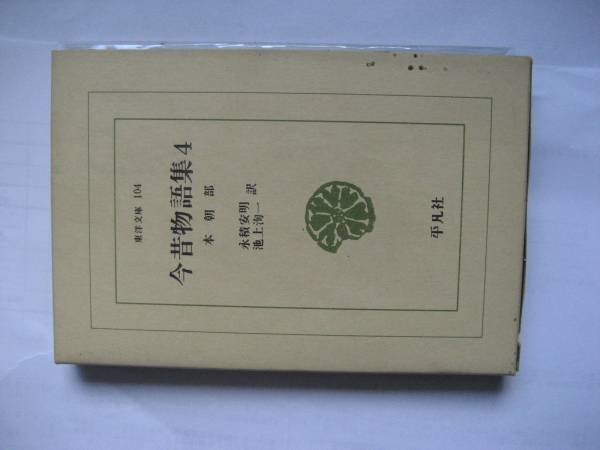 東洋文庫 104
今昔物語集4
本朝部
永積安明
池上洵一
訳
平凡社